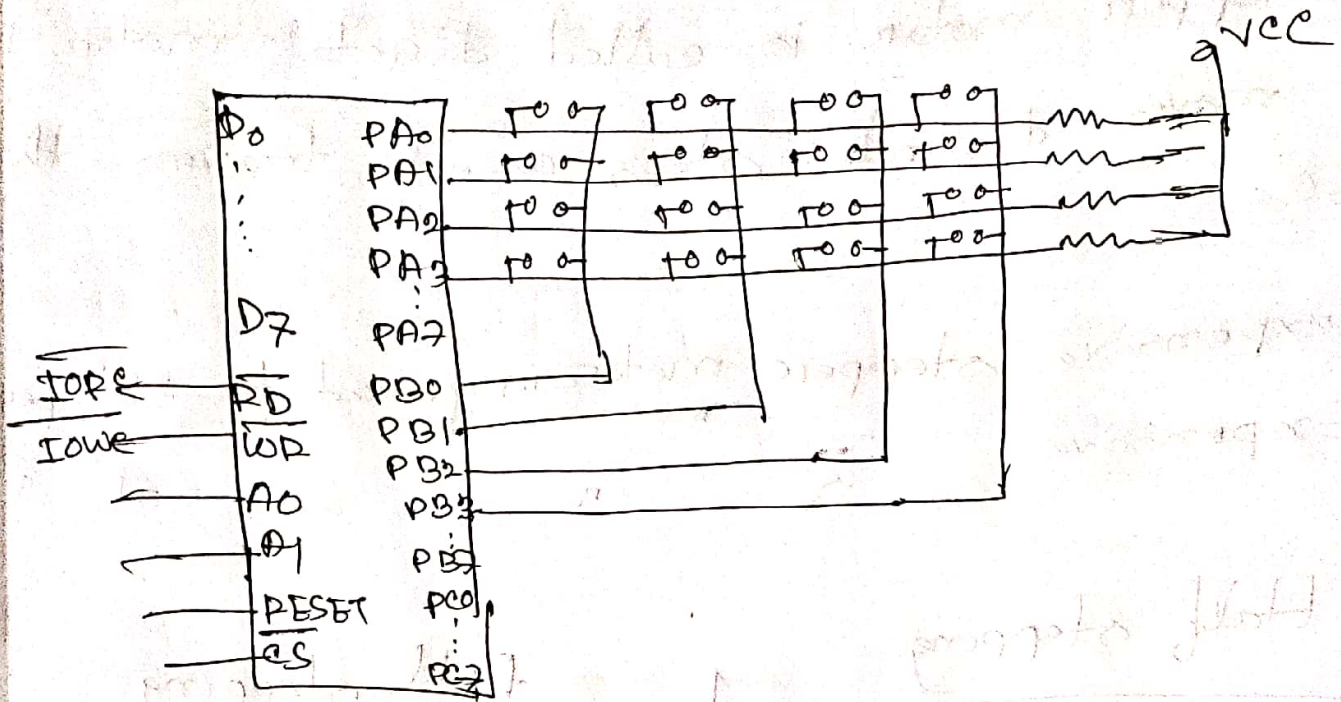 VCC
D0 PA0
PA1
PA2
PA3
D7 PA7
IORC RD PB0
IOWC WR PB1
PB2
A0 PB3
A1
RESET PC0
CS PC7